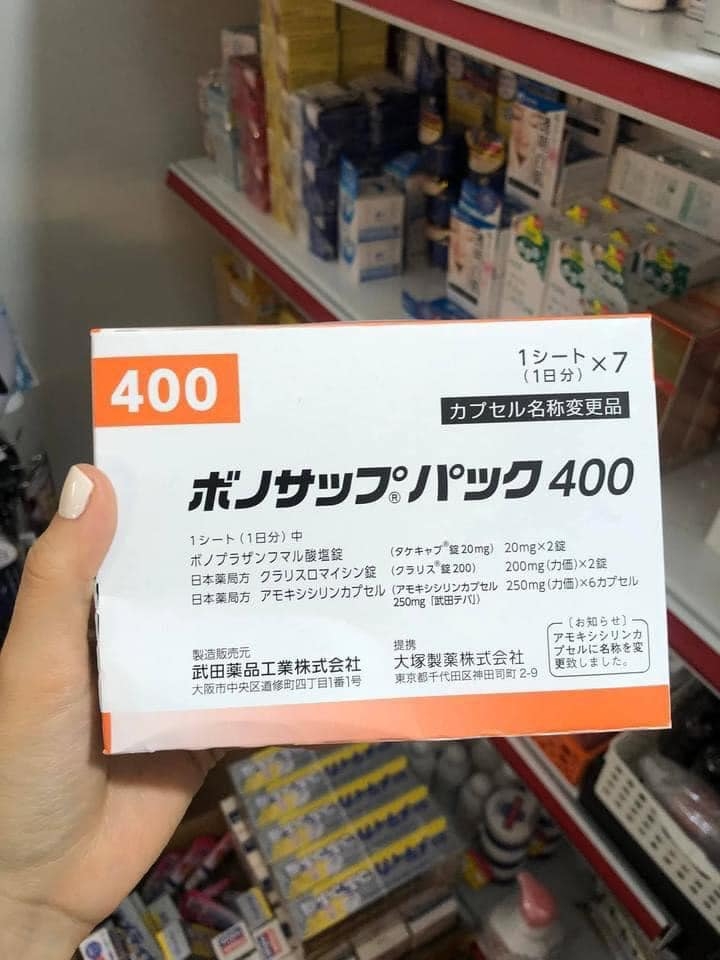 400
1シート
(1日分)
×7
カプセル名称変更品
ボノサップ®パック400
1シート(1日分)中
ボノプラザンフマル酸塩錠 (タケキャブ®錠20mg) 20mg×2錠
日本薬局方 クラリスロマイシン錠 (クラリス®錠200) 200mg(力価)×2錠
日本薬局方 アモキシシリンカプセル (アモキシシリンカプセル 250mg(力価)×6カプセル
250mg「武田テバ」)
製造販売元
武田薬品工業株式会社
大阪市中央区道修町四丁目1番1号
提携
大塚製薬株式会社
東京都千代田区神田司町2-9
〔お知らせ〕
アモキシシリンカ
プセルに名称を変
更致しました。